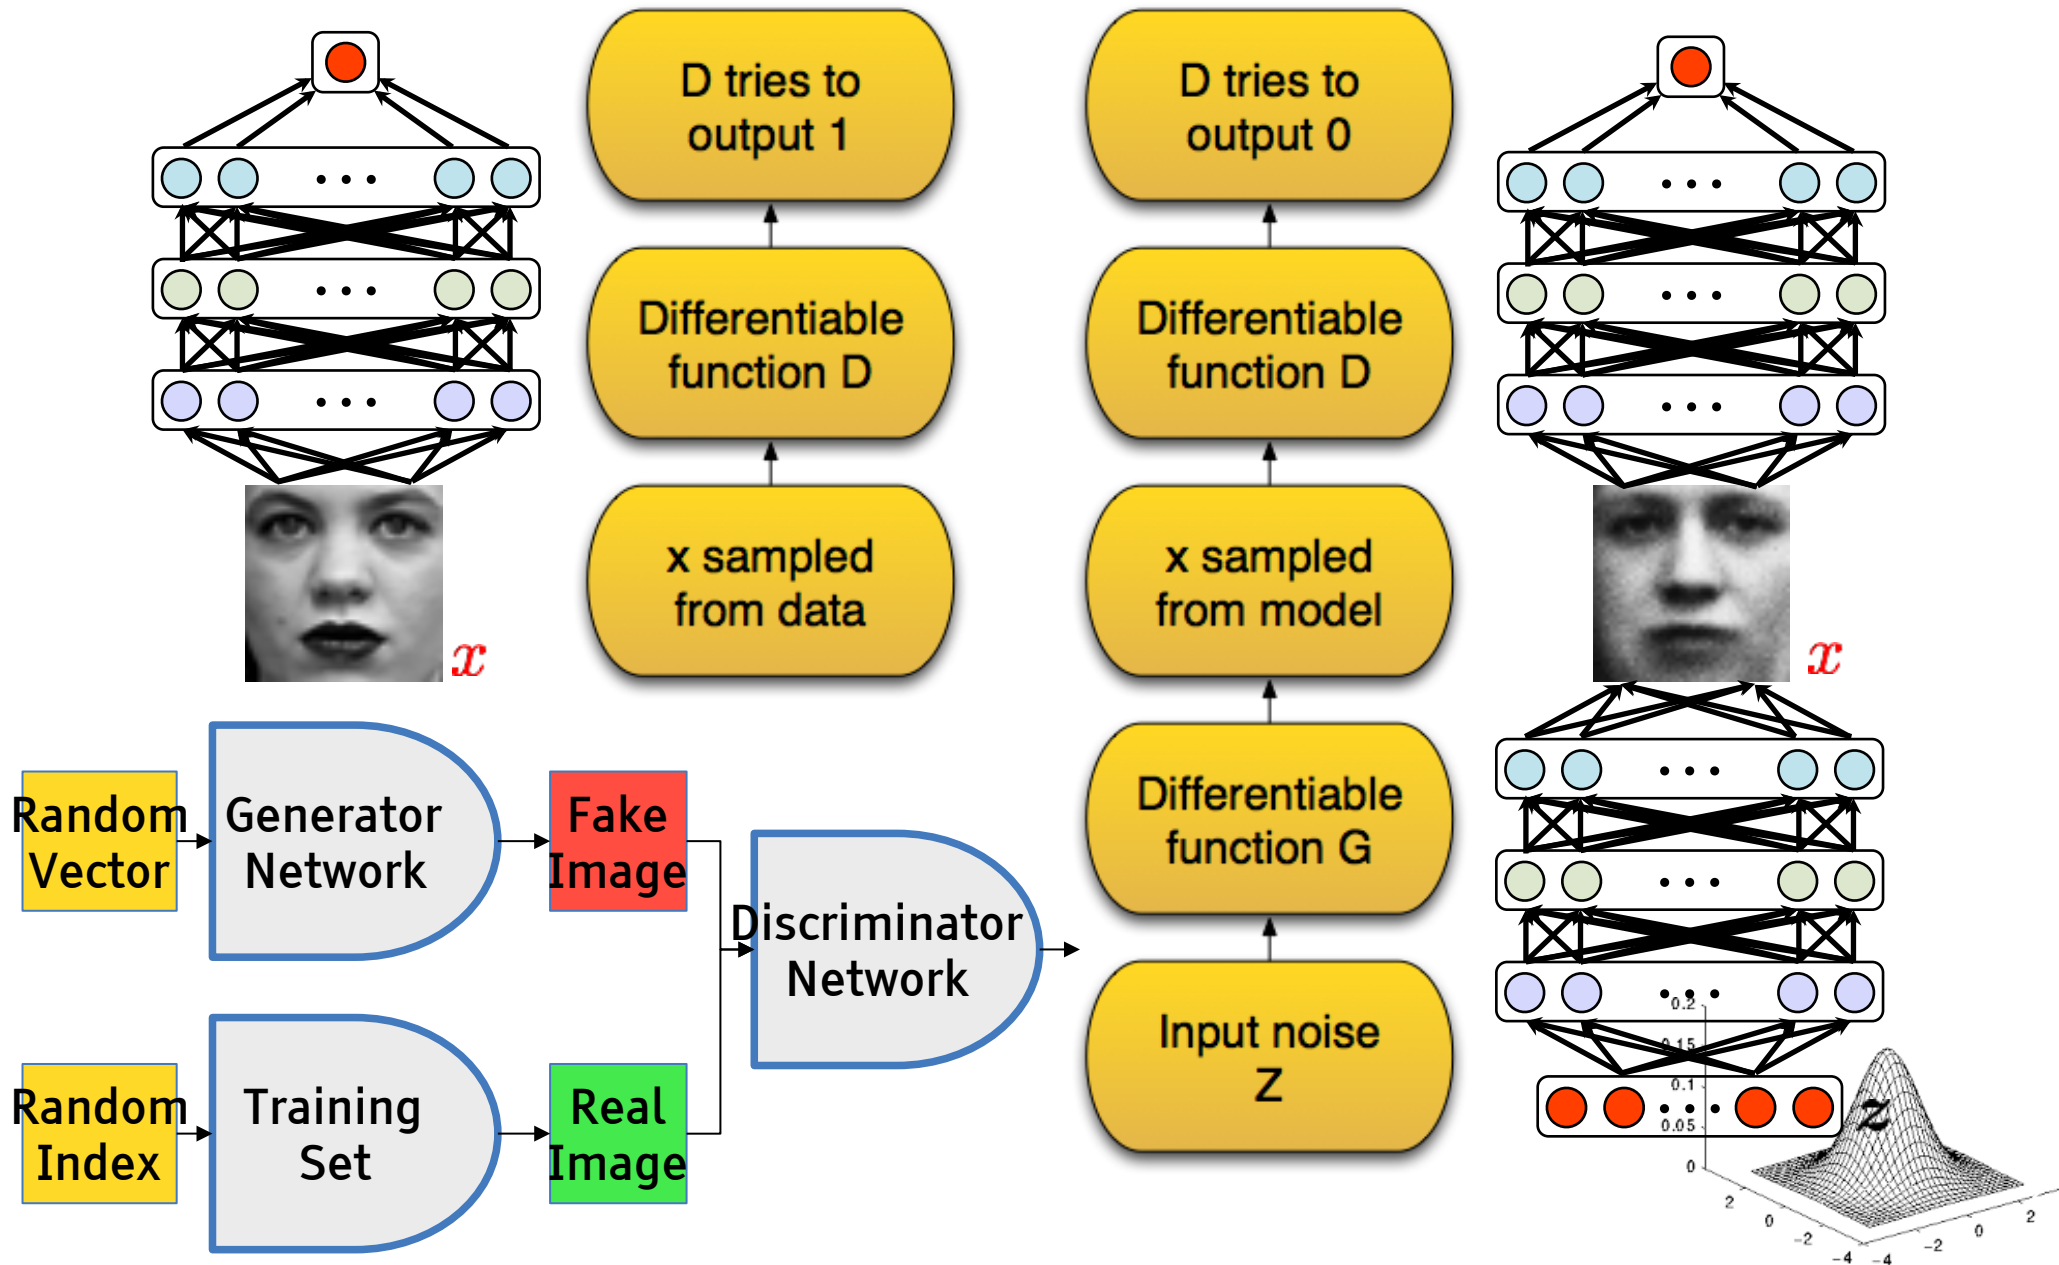 D tries to
output 1
D tries to
output 0
Differentiable
function D
Differentiable
function D
x sampled
from data
x sampled
from model
x
x
Random
Vector
Generator
Network
Fake
Image
Discriminator
Network
Random
Index
Training
Set
Real
Image
Differentiable
function G
Input noise
Z
z
0.2
0.15
0.1
0.05
0
2
0
-2
-4
-4
-2
0
2